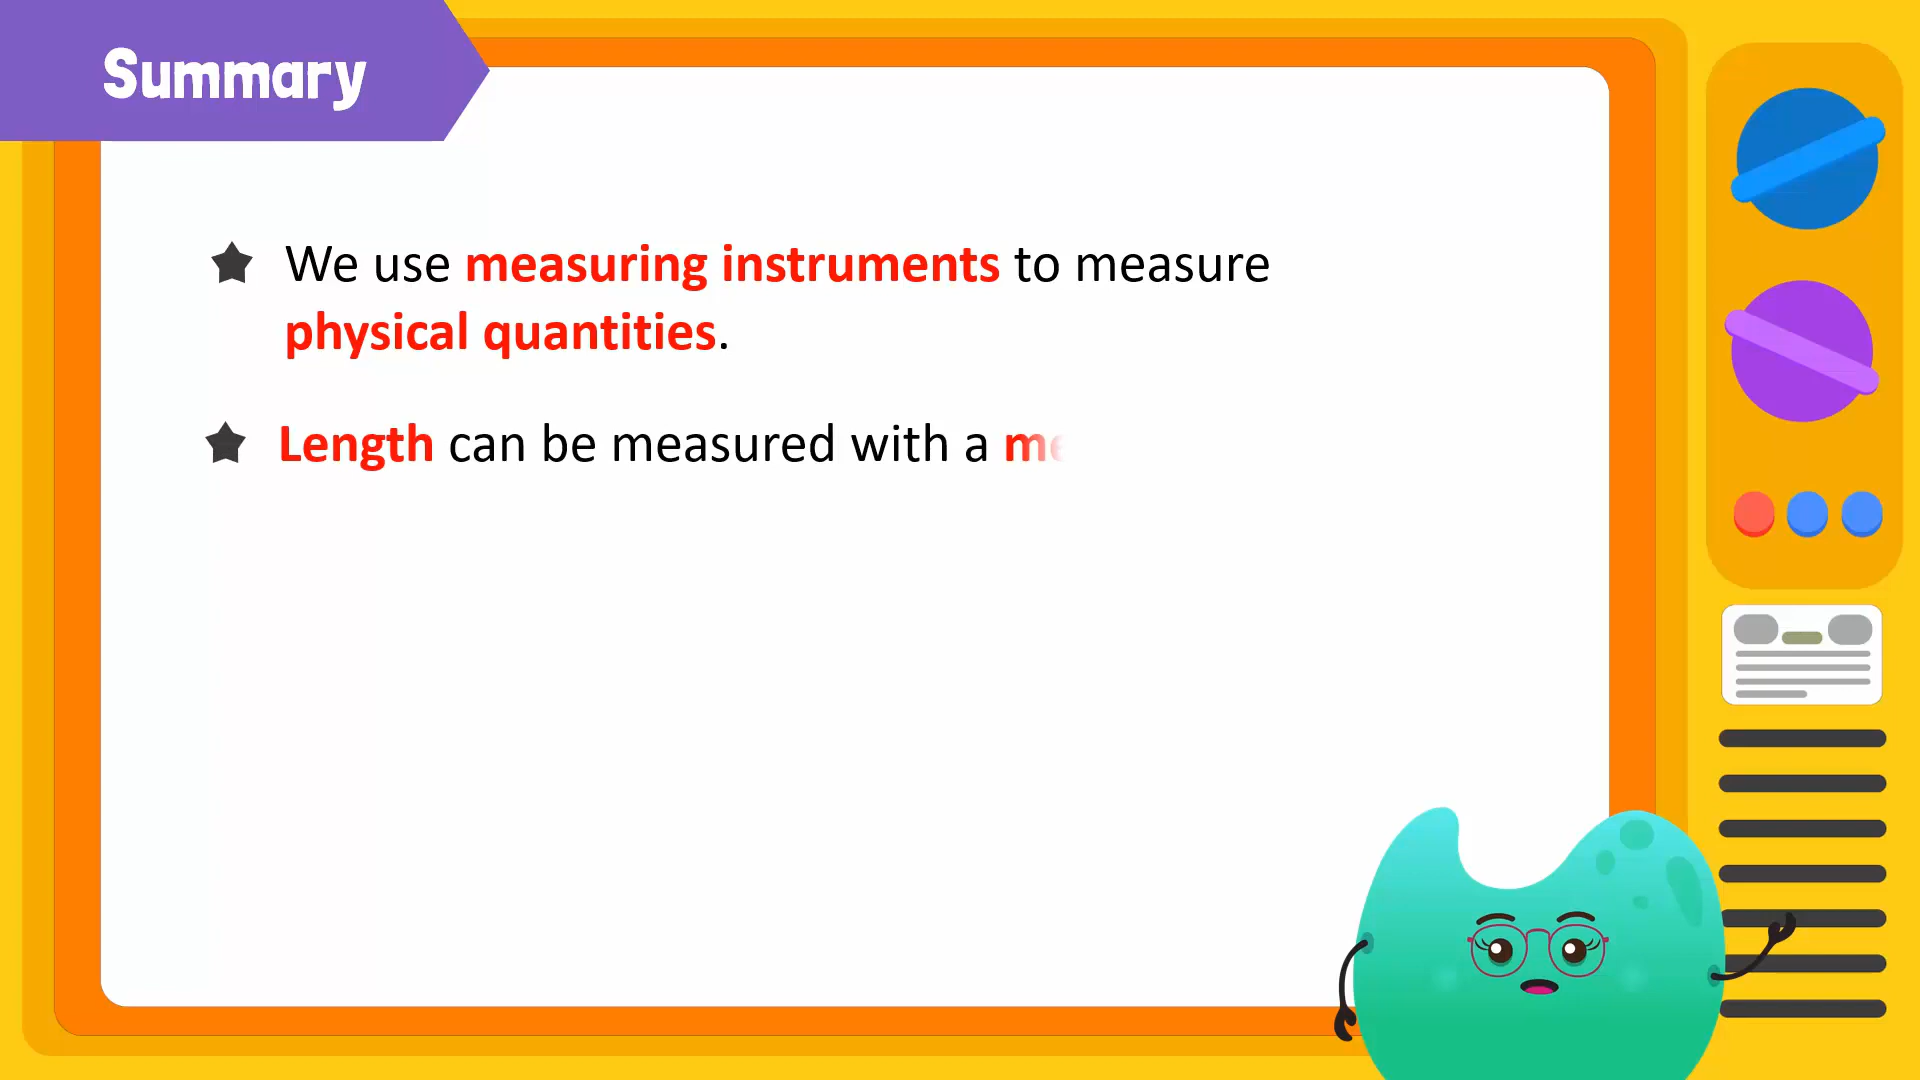 Summary
We use measuring instruments to measure
physical quantities.
Length can be measured with a